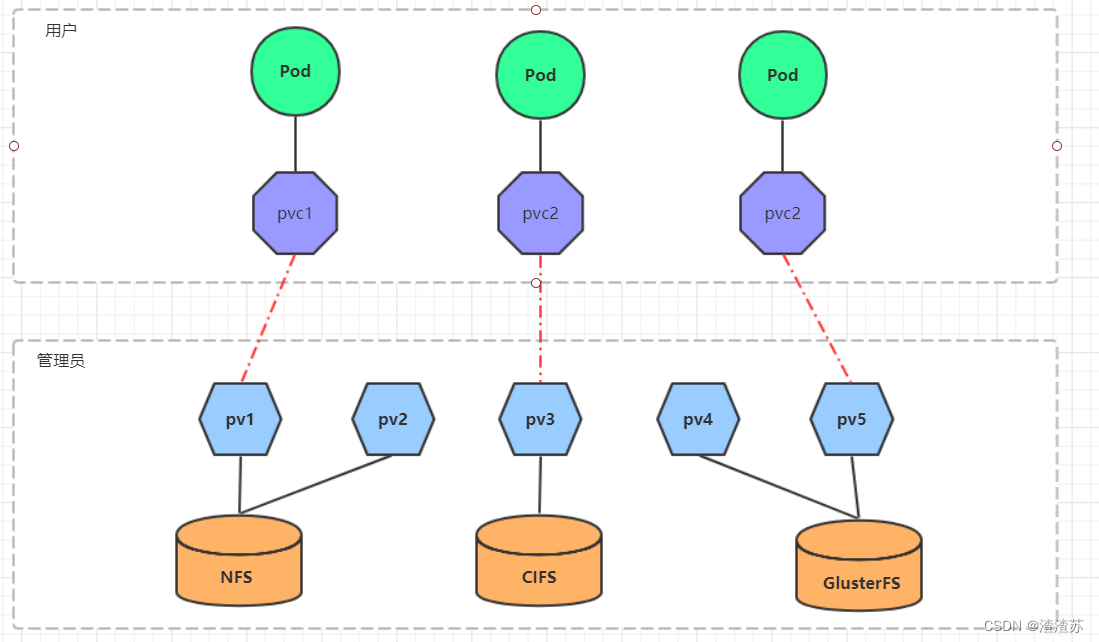 用户
Pod
Pod
Pod
pvc1
pvc2
pvc2
管理员
pv1
pv2
pv3
pv4
pv5
NFS
CIFS
GlusterFS
CSDN @渣渣苏